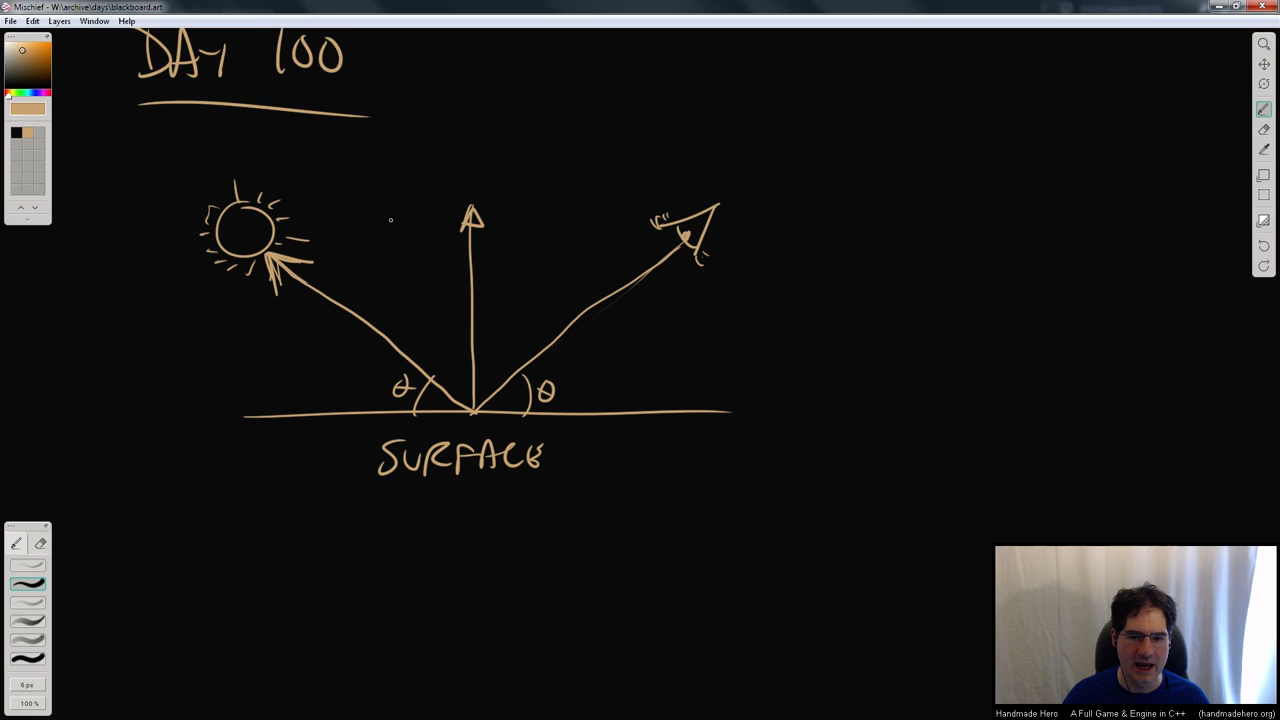 Mischief - W:\archive\days\blackboard.art
File Edit Layers Window Help
DAY 100
θ θ
SURFACE
6 px
100 %
Handmade Hero A Full Game & Engine in C++ (handmadehero.org)